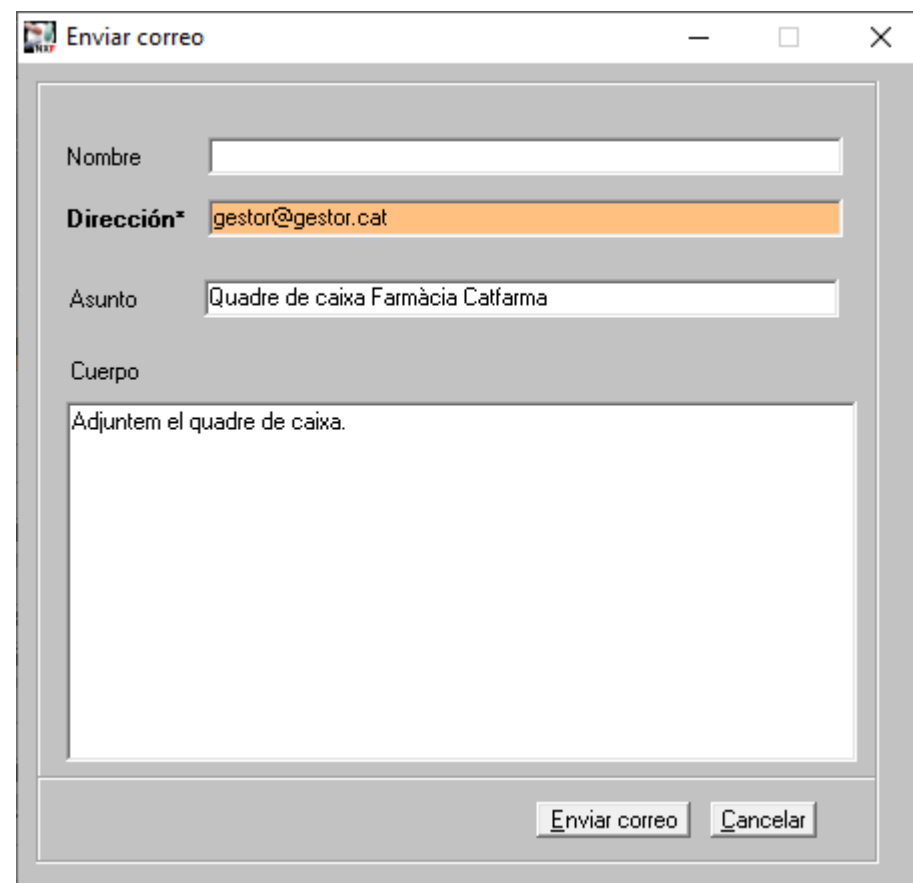 Enviar correo
Nombre
Dirección* gestor@gestor.cat
Asunto Quadre de caixa Farmàcia Catfarma
Cuerpo
Adjuntem el quadre de caixa.
Enviar correo Cancelar